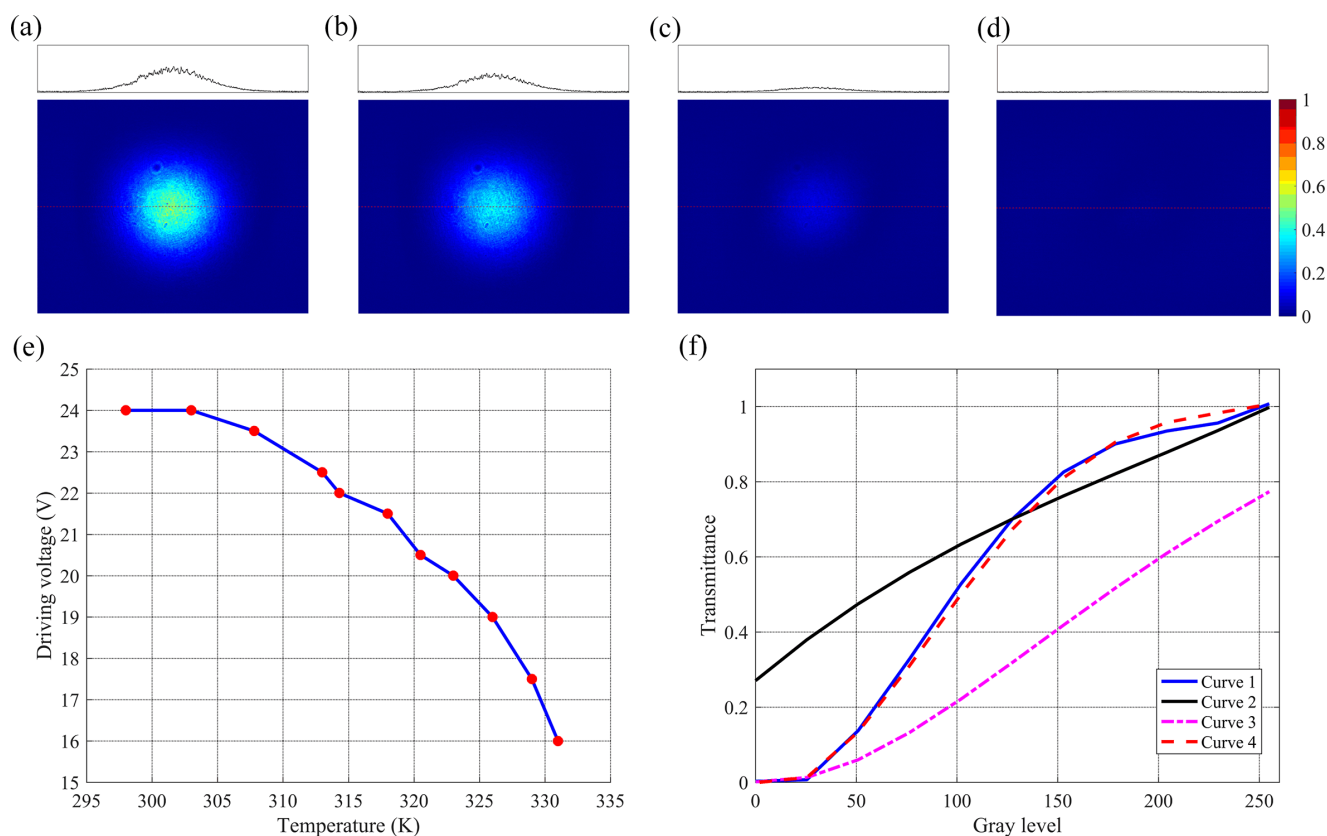 (a)
(b)
(c)
(d)
1
0.8
0.6
0.4
0.2
0
(e)
25
24
23
22
21
20
19
18
17
16
15
295
300
305
310
315
320
325
330
335
Driving voltage (V)
Temperature (K)
(f)
1
0.8
0.6
0.4
0.2
0
0
50
100
150
200
250
Transmittance
Gray level
Curve 1
Curve 2
Curve 3
Curve 4